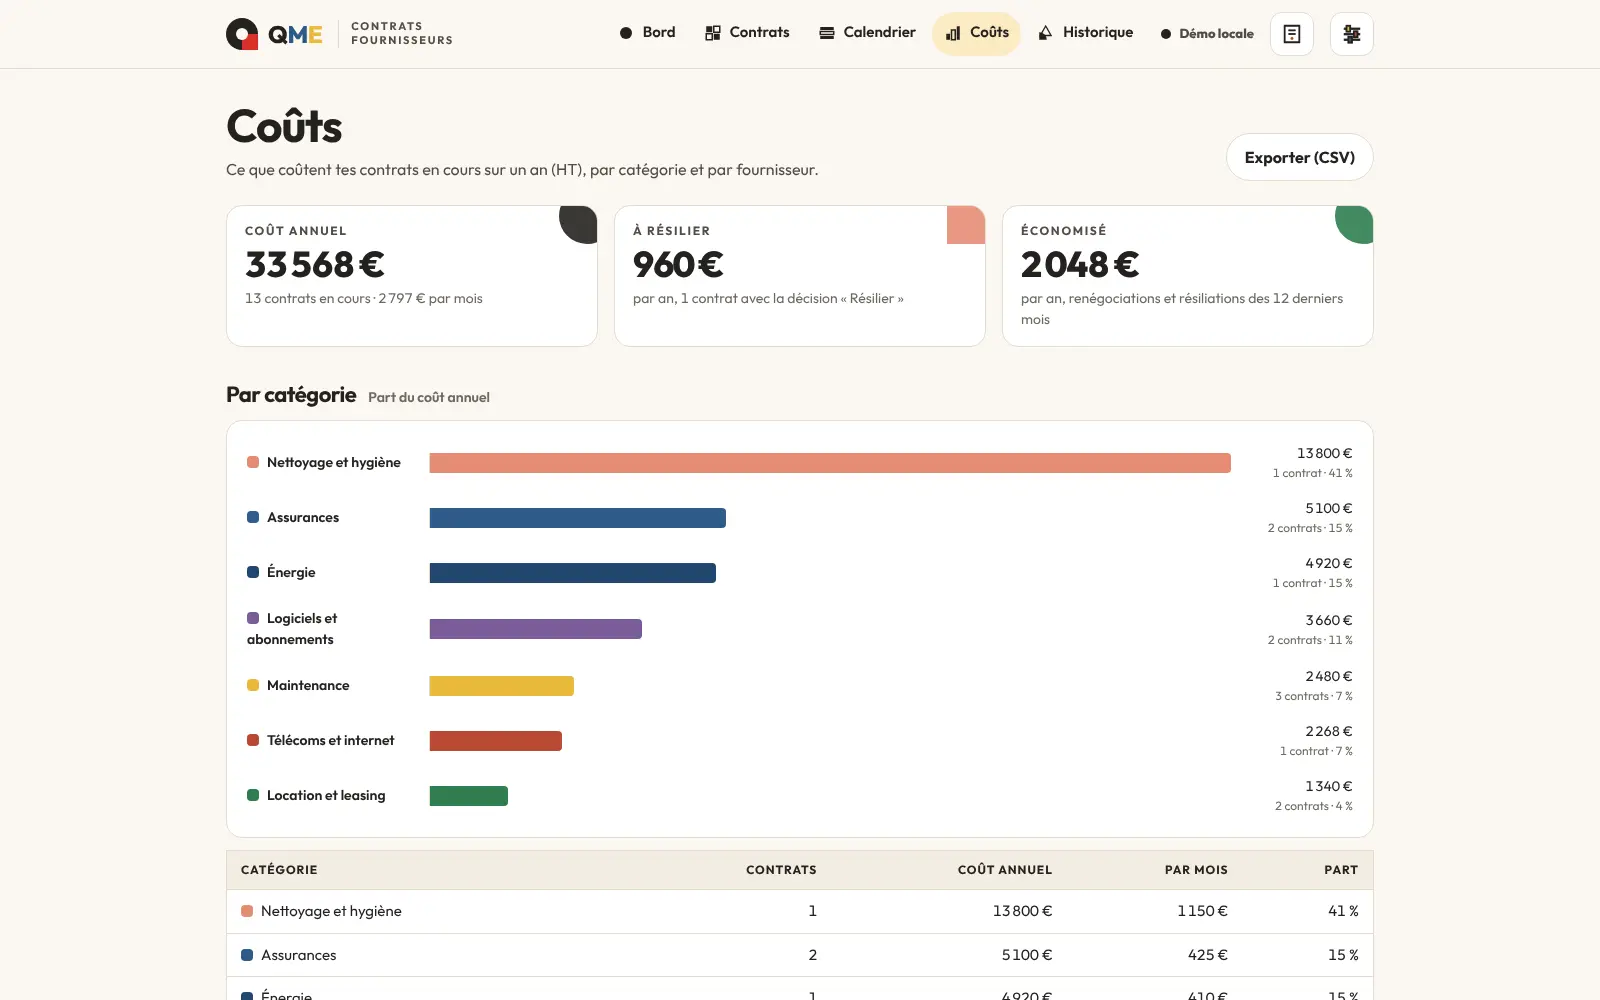 QME
CONTRATS
FOURNISSEURS
Bord
Contrats
Calendrier
Coûts
Historique
Démo locale
Coûts
Ce que coûtent tes contrats en cours sur un an (HT), par catégorie et par fournisseur.
Exporter (CSV)
COÛT ANNUEL
33 568 €
13 contrats en cours · 2 797 € par mois
À RÉSILIER
960 €
par an, 1 contrat avec la décision « Résilier »
ÉCONOMISÉ
2 048 €
par an, renégociations et résiliations des 12 derniers
mois
Par catégorie Part du coût annuel
Nettoyage et hygiène
13 800 €
1 contrat · 41 %
Assurances
5 100 €
2 contrats · 15 %
Énergie
4 920 €
1 contrat · 15 %
Logiciels et
abonnements
3 660 €
2 contrats · 11 %
Maintenance
2 480 €
3 contrats · 7 %
Télécoms et internet
2 268 €
1 contrat · 7 %
Location et leasing
1 340 €
2 contrats · 4 %
CATÉGORIE CONTRATS COÛT ANNUEL PAR MOIS PART
Nettoyage et hygiène 1 13 800 € 1 150 € 41 %
Assurances 2 5 100 € 425 € 15 %
Énergie 1 4 920 € 410 € 15 %